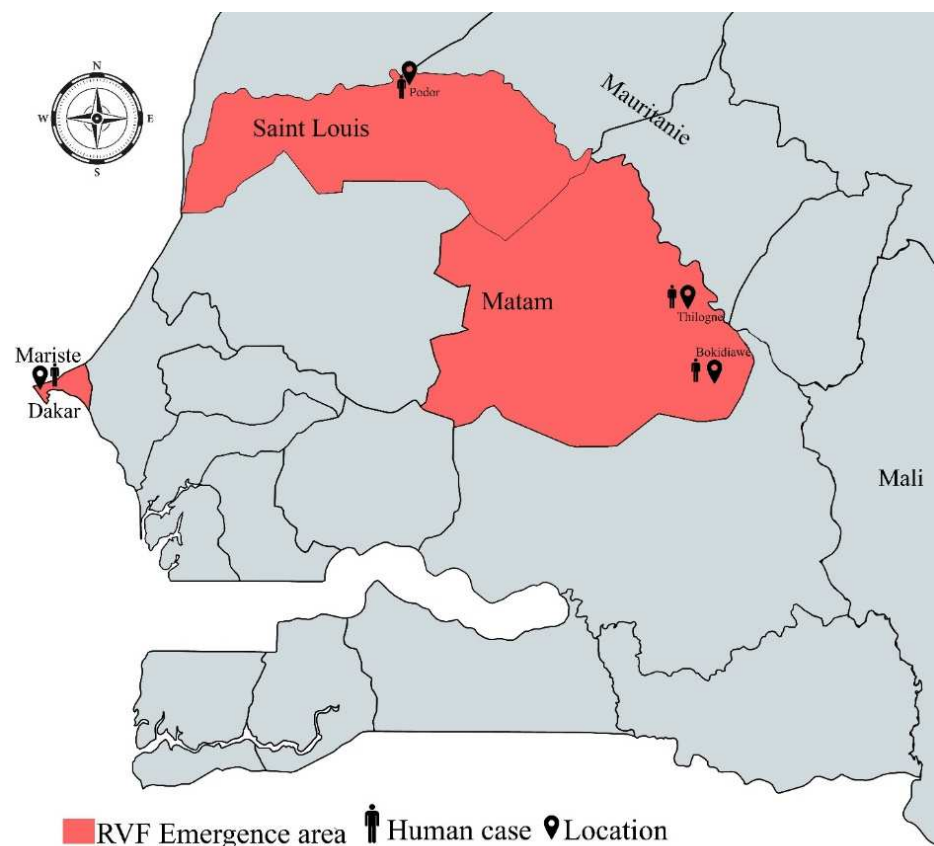 N
W
E
S
Podor
Saint Louis
Mauritanie
Matam
Thilogne
Bokidiawe
Mariste
Dakar
Mali
RVF Emergence area Human case Location